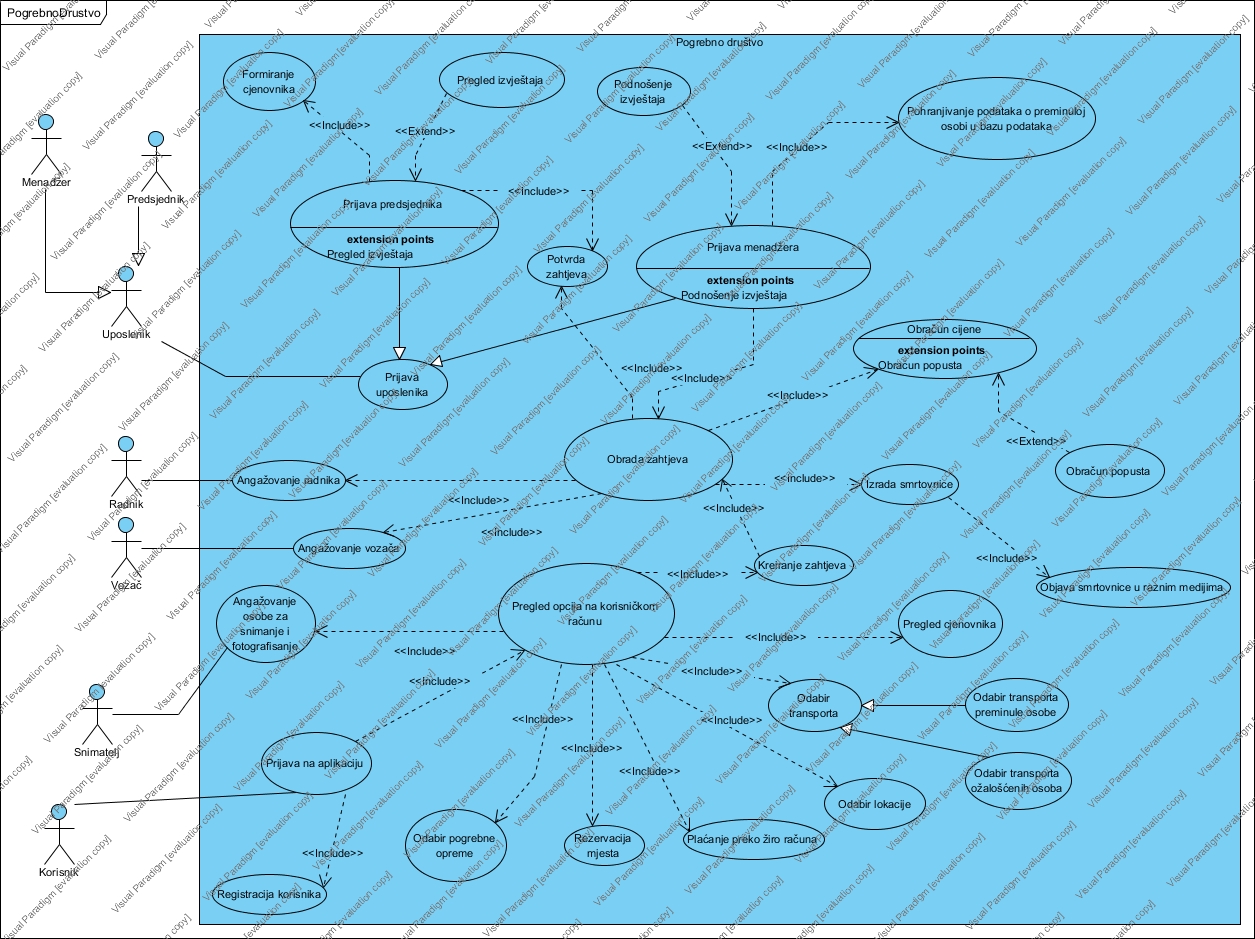 PogrebnoDrustvo
Pogrebno društvo
Formiranje
cjenovnika
Pregled izvještaja
Podnošenje
izvještaja
Pohranjivanje podataka o preminuloj
osobi u bazu podataka
<<Include>>
<<Extend>>
<<Extend>>
<<Include>>
Menadžer
Predsjednik
Prijava predsjednika
extension points
Pregled izvještaja
<<Include>>
Potvrda
zahtjeva
Prijava menadžera
extension points
Podnošenje izvještaja
Uposlenik
Obračun cijene
extension points
Obračun popusta
Prijava
uposlenika
<<Include>>
<<Include>>
<<Include>>
<<Extend>>
Obrada zahtjeva
Obračun popusta
Radnik
Angažovanje radnika
<<Include>>
<<Include>>
Izrada smrtovnice
<<Include>>
<<Include>>
Vozač
Angažovanje vozača
<<Include>>
Kreiranje zahtjeva
<<Include>>
Objava smrtovnice u raznim medijima
Angažovanje
osobe za
snimanje i
fotografisanje
Pregled opcija na korisničkom
računu
Pregled cjenovnika
<<Include>>
<<Include>>
<<Include>>
<<Include>>
Snimatelj
Odabir
transporta
Odabir transporta
preminule osobe
<<Include>>
<<Include>>
<<Include>>
<<Include>>
Prijava na aplikaciju
Odabir transporta
ožalošćenih osoba
Korisnik
Odabir lokacije
Odabir pogrebne
opreme
Rezervacija
mjesta
Plaćanje preko žiro računa
<<Include>>
Registracija korisnika
Visual Paradigm [evaluation copy]